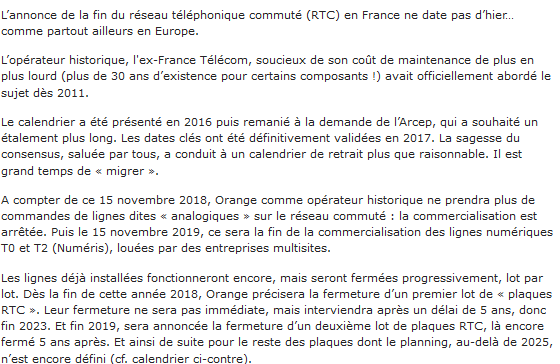 L’annonce de la fin du réseau téléphonique commuté (RTC) en France ne date pas d’hier…
comme partout ailleurs en Europe.
L’opérateur historique, l'ex-France Télécom, soucieux de son coût de maintenance de plus en
plus lourd (plus de 30 ans d’existence pour certains composants !) avait officiellement abordé le
sujet dès 2011.
Le calendrier a été présenté en 2016 puis remanié à la demande de l’Arcep, qui a souhaité un
étalement plus long. Les dates clés ont été définitivement validées en 2017. La sagesse du
consensus, saluée par tous, a conduit à un calendrier de retrait plus que raisonnable. Il est
grand temps de « migrer ».
A compter de ce 15 novembre 2018, Orange comme opérateur historique ne prendra plus de
commandes de lignes dites « analogiques » sur le réseau commuté : la commercialisation est
arrêtée. Puis le 15 novembre 2019, ce sera la fin de la commercialisation des lignes numériques
T0 et T2 (Numéris), louées par des entreprises multisites.
Les lignes déjà installées fonctionneront encore, mais seront fermées progressivement, lot par
lot. Dès la fin de cette année 2018, Orange précisera la fermeture d’un premier lot de « plaques
RTC ». Leur fermeture ne sera pas immédiate, mais interviendra après un délai de 5 ans, donc
fin 2023. Et fin 2019, sera annoncée la fermeture d’un deuxième lot de plaques RTC, là encore
fermé 5 ans après. Et ainsi de suite pour le reste des plaques dont le planning, au-delà de 2025,
n’est encore défini (cf. calendrier ci-contre).